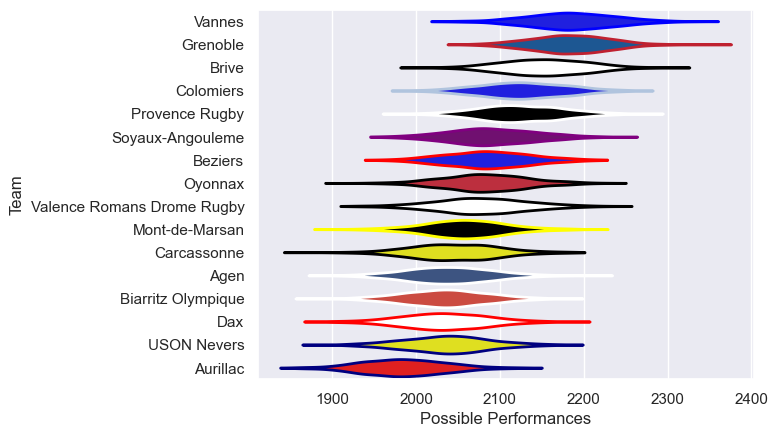 Vannes
Grenoble
Brive
Colomiers
Provence Rugby
Soyaux-Angouleme
Beziers
Oyonnax
Valence Romans Drome Rugby
Mont-de-Marsan
Carcassonne
Agen
Biarritz Olympique
Dax
USON Nevers
Aurillac
Team
1900 2000 2100 2200 2300 2400
Possible Performances